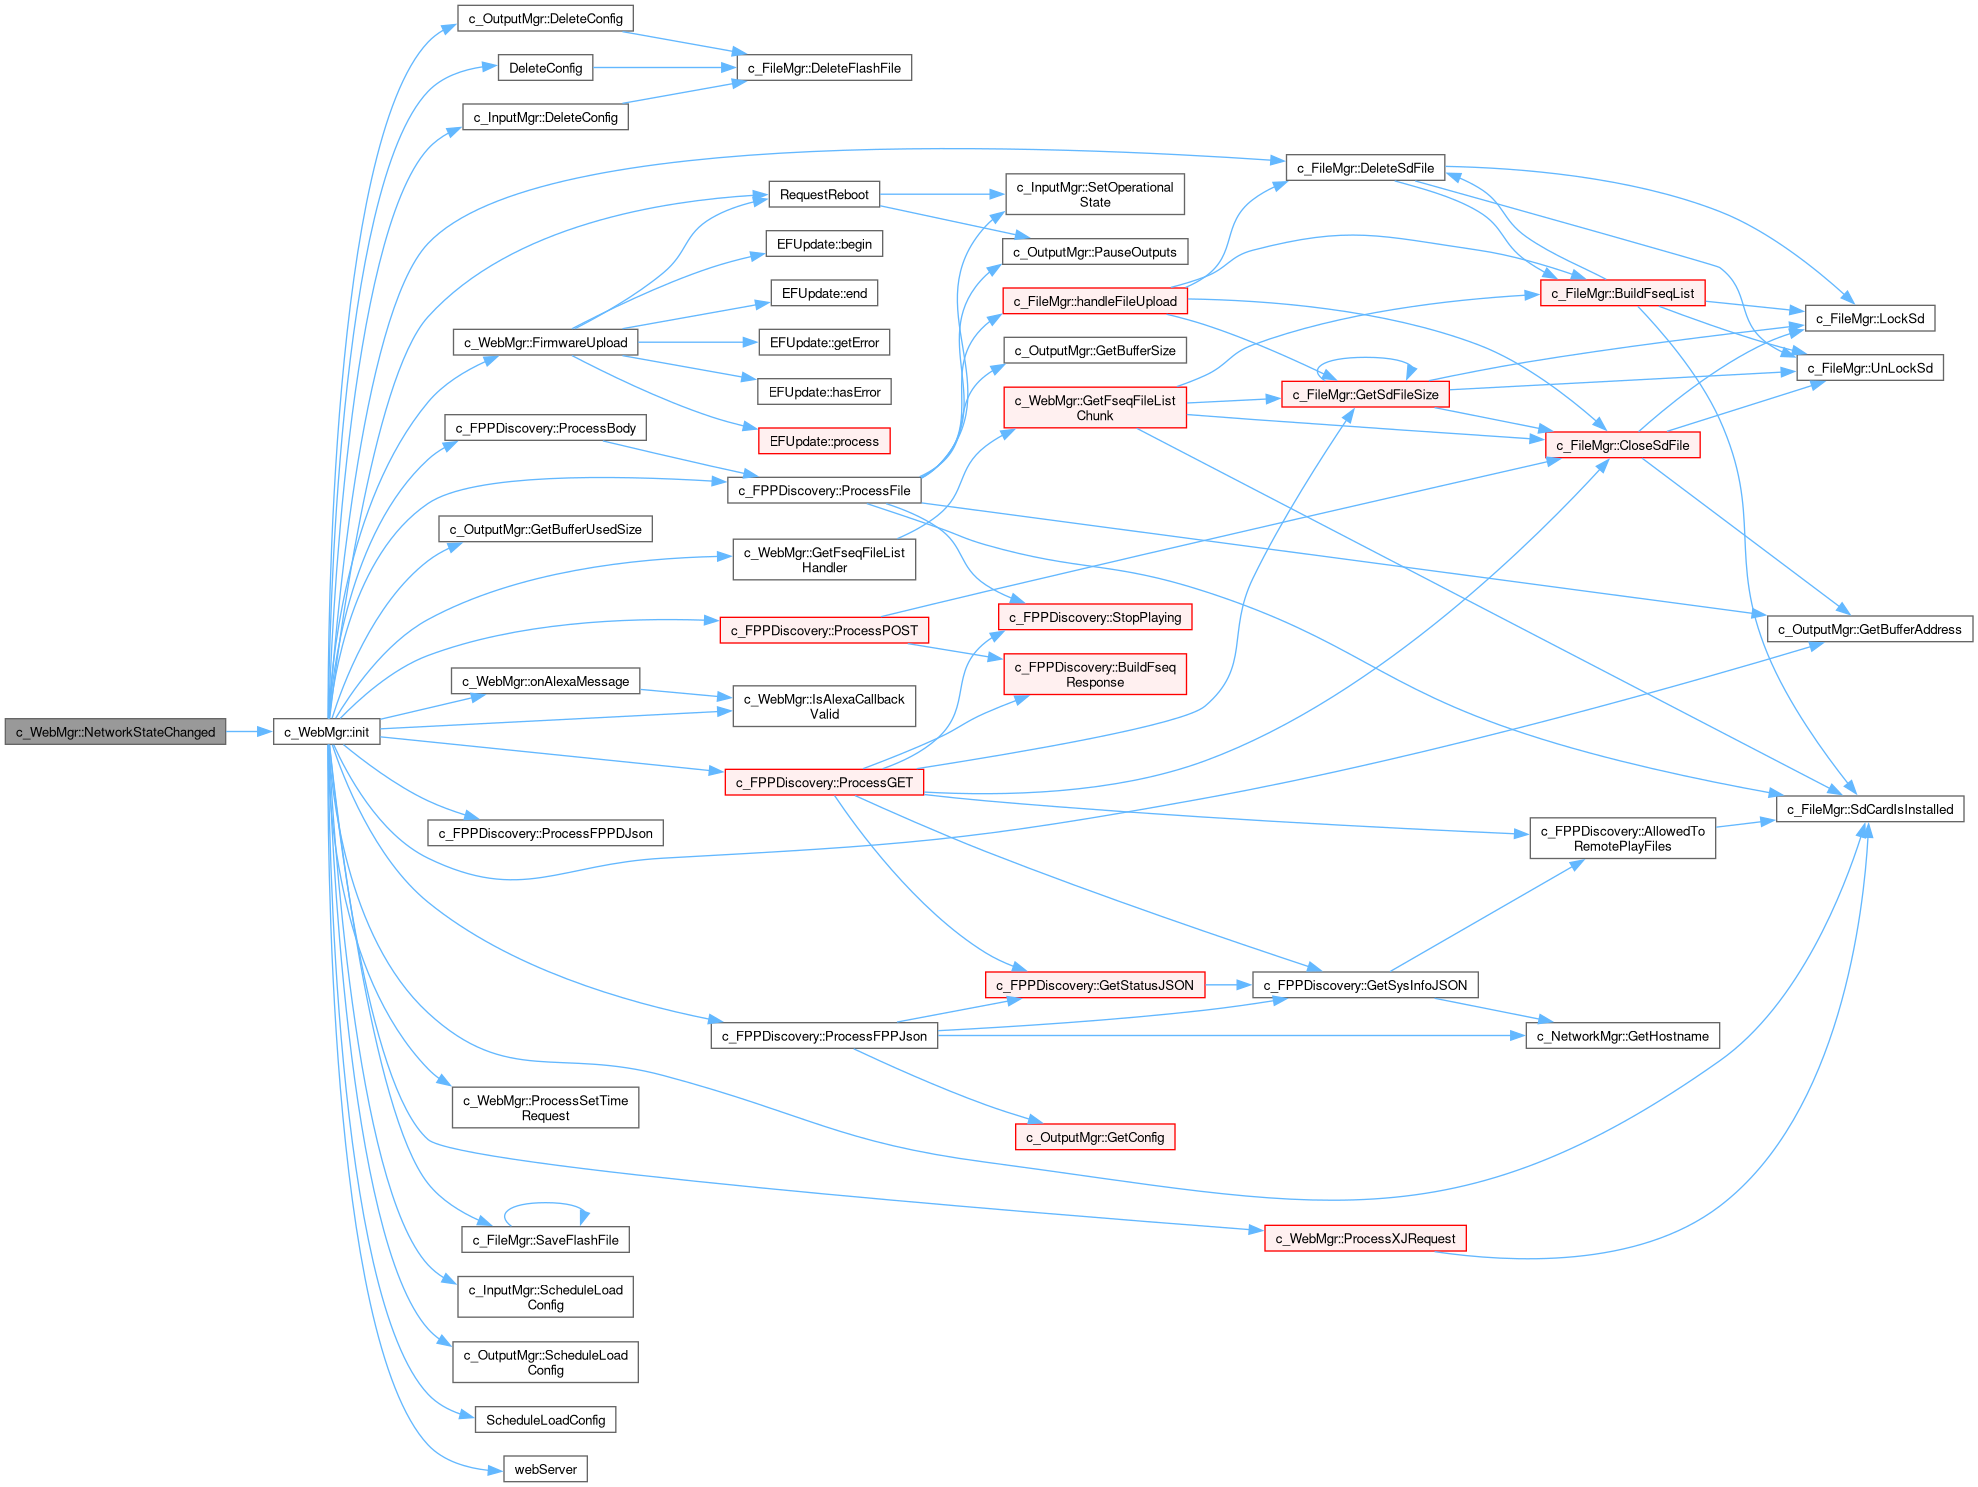 c_OutputMgr::DeleteConfig
DeleteConfig
c_FileMgr::DeleteFlashFile
c_InputMgr::DeleteConfig
c_FileMgr::DeleteSdFile
RequestReboot
c_InputMgr::SetOperational
State
EFUpdate::begin
c_OutputMgr::PauseOutputs
EFUpdate::end
c_FileMgr::handleFileUpload
c_FileMgr::BuildFseqList
c_FileMgr::LockSd
c_WebMgr::FirmwareUpload
EFUpdate::getError
c_OutputMgr::GetBufferSize
c_FileMgr::UnLockSd
EFUpdate::hasError
c_WebMgr::GetFseqFileList
Chunk
c_FileMgr::GetSdFileSize
c_FPPDiscovery::ProcessBody
EFUpdate::process
c_FileMgr::CloseSdFile
c_FPPDiscovery::ProcessFile
c_OutputMgr::GetBufferUsedSize
c_WebMgr::GetFseqFileList
Handler
c_FPPDiscovery::StopPlaying
c_FPPDiscovery::ProcessPOST
c_OutputMgr::GetBufferAddress
c_FPPDiscovery::BuildFseq
Response
c_WebMgr::onAlexaMessage
c_WebMgr::IsAlexaCallback
Valid
c_WebMgr::NetworkStateChanged
c_WebMgr::init
c_FPPDiscovery::ProcessGET
c_FileMgr::SdCardIsInstalled
c_FPPDiscovery::ProcessFPPDJson
c_FPPDiscovery::AllowedTo
RemotePlayFiles
c_FPPDiscovery::GetStatusJSON
c_FPPDiscovery::GetSysInfoJSON
c_FPPDiscovery::ProcessFPPJson
c_NetworkMgr::GetHostname
c_WebMgr::ProcessSetTime
Request
c_OutputMgr::GetConfig
c_FileMgr::SaveFlashFile
c_WebMgr::ProcessXJRequest
c_InputMgr::ScheduleLoad
Config
c_OutputMgr::ScheduleLoad
Config
ScheduleLoadConfig
webServer